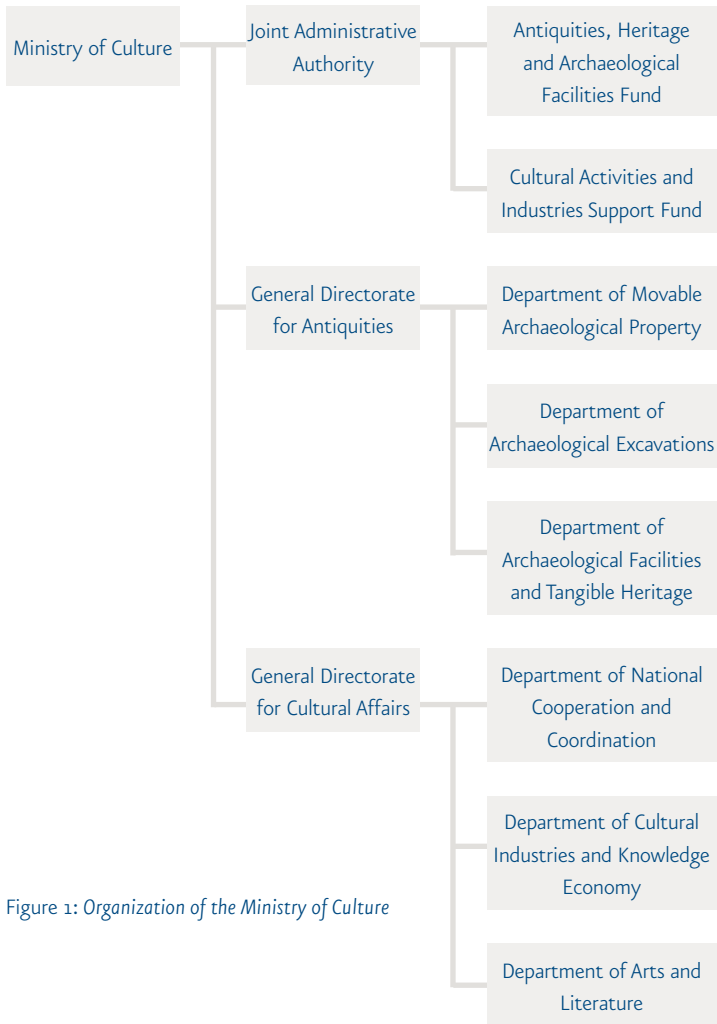 Ministry of Culture
Joint Administrative
Authority
Antiquities, Heritage
and Archaeological
Facilities Fund
Cultural Activities and
Industries Support Fund
General Directorate
for Antiquities
Department of Movable
Archaeological Property
Department of
Archaeological Excavations
Department of
Archaeological Facilities
and Tangible Heritage
General Directorate
for Cultural Affairs
Department of National
Cooperation and
Coordination
Department of Cultural
Industries and Knowledge
Economy
Department of Arts and
Literature
Figure 1: Organization of the Ministry of Culture